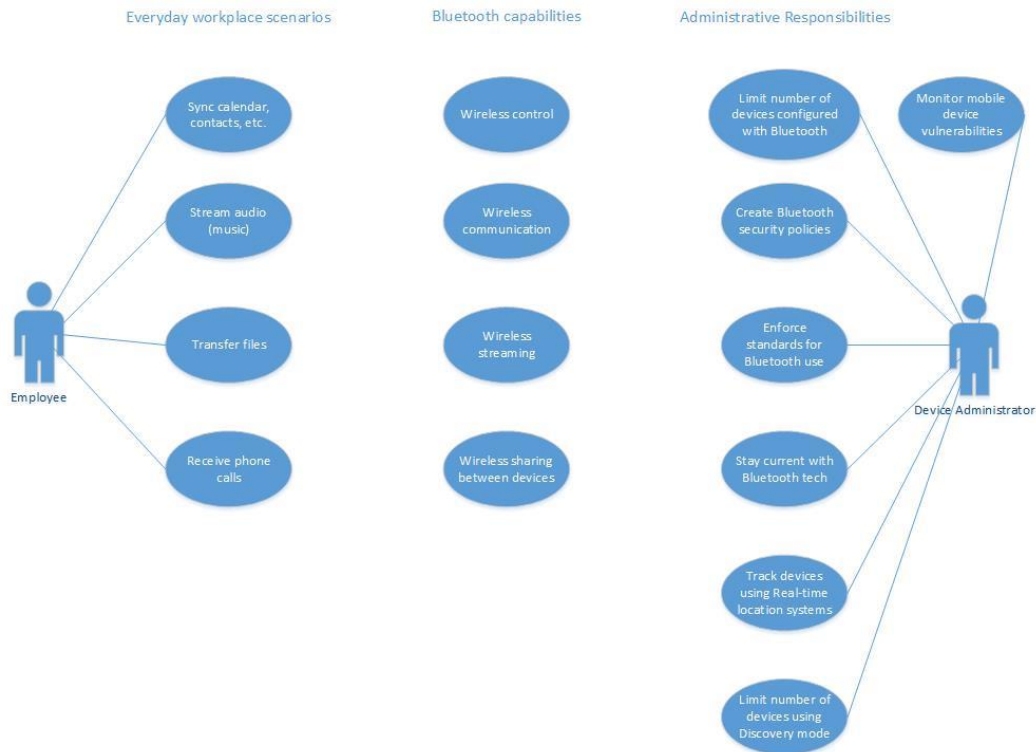 Everyday workplace scenarios
Bluetooth capabilities
Administrative Responsibilities
Sync calendar,
contacts, etc.
Stream audio
(music)
Transfer files
Receive phone
calls
Employee
Wireless control
Wireless
communication
Wireless
streaming
Wireless sharing
between devices
Limit number of
devices configured
with Bluetooth
Monitor mobile
device
vulnerabilities
Create Bluetooth
security policies
Enforce
standards for
Bluetooth use
Device Administrator
Stay current with
Bluetooth tech
Track devices
using Real-time
location systems
Limit number of
devices using
Discovery mode